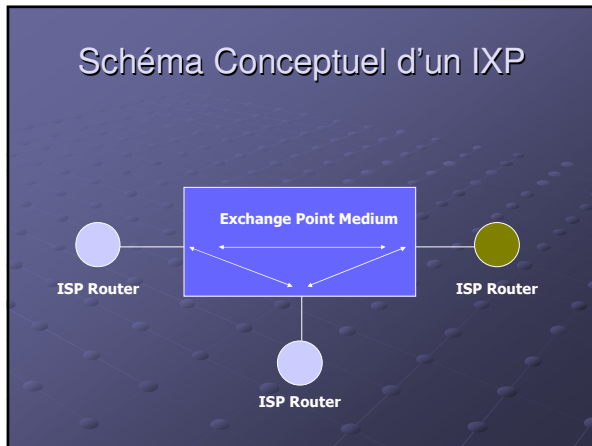 Schéma Conceptuel d’un IXP
Exchange Point Medium
ISP Router
ISP Router
ISP Router